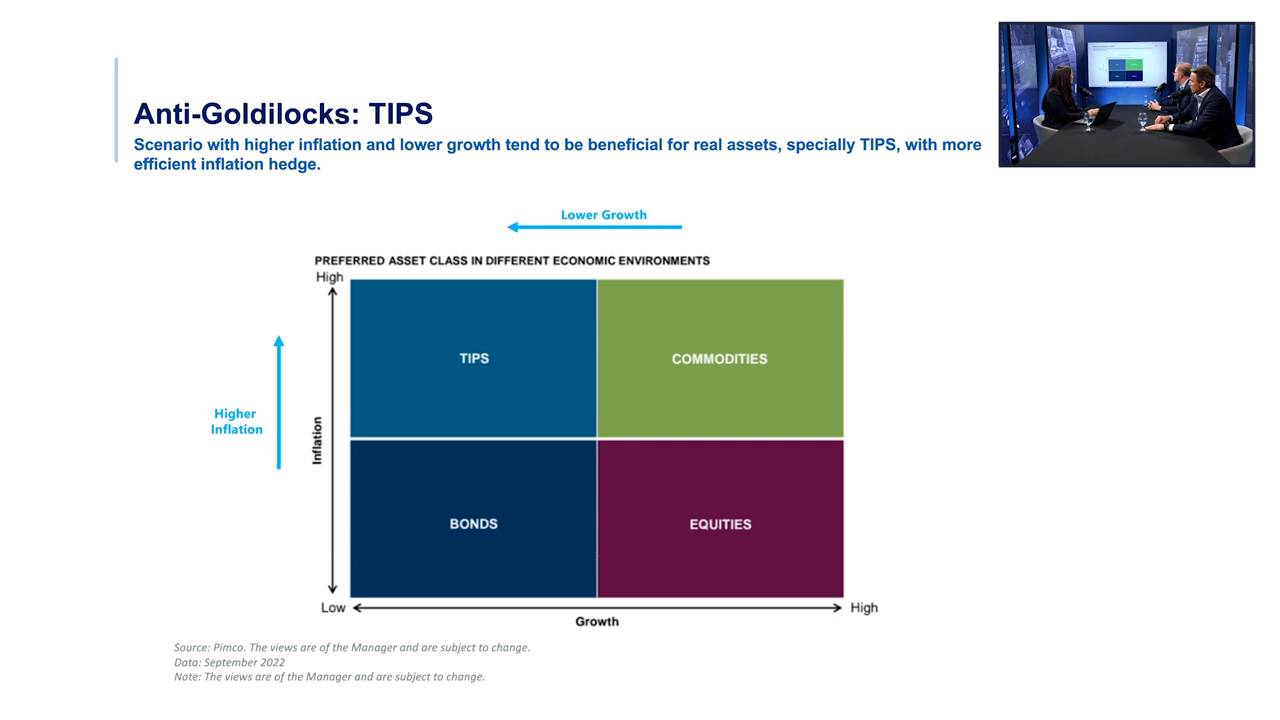 Anti-Goldilocks: TIPS
Scenario with higher inflation and lower growth tend to be beneficial for real assets, specially TIPS, with more
efficient inflation hedge.
Lower Growth
PREFERRED ASSET CLASS IN DIFFERENT ECONOMIC ENVIRONMENTS
High
TIPS
COMMODITIES
Higher
Inflation
Inflation
BONDS
EQUITIES
Low
High
Growth
Source: Pimco. The views are of the Manager and are subject to change.
Data: September 2022
Note: The views are of the Manager and are subject to change.